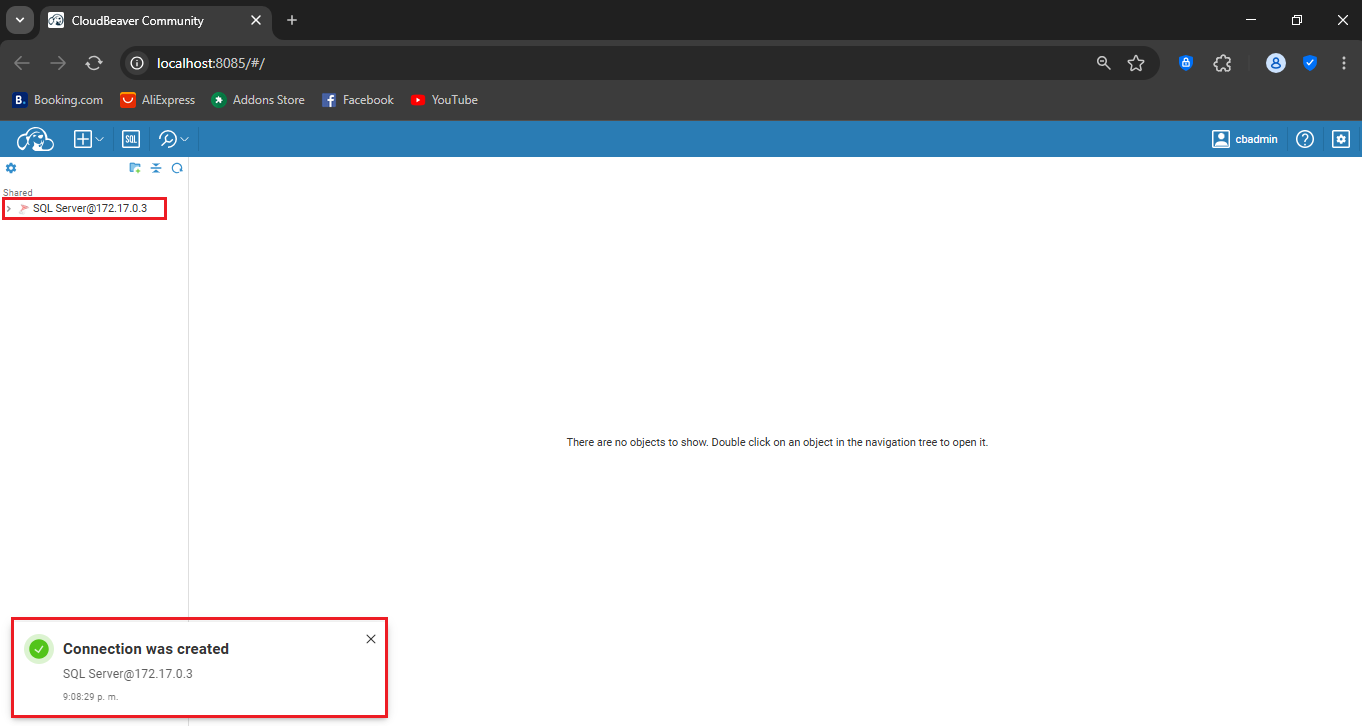 CloudBeaver Community
localhost:8085/#/
B. Booking.com AliExpress Addons Store Facebook YouTube
SQL cbadmin
Shared
SQL Server@172.17.0.3
There are no objects to show. Double click on an object in the navigation tree to open it.
Connection was created
SQL Server@172.17.0.3
9:08:29 p. m.